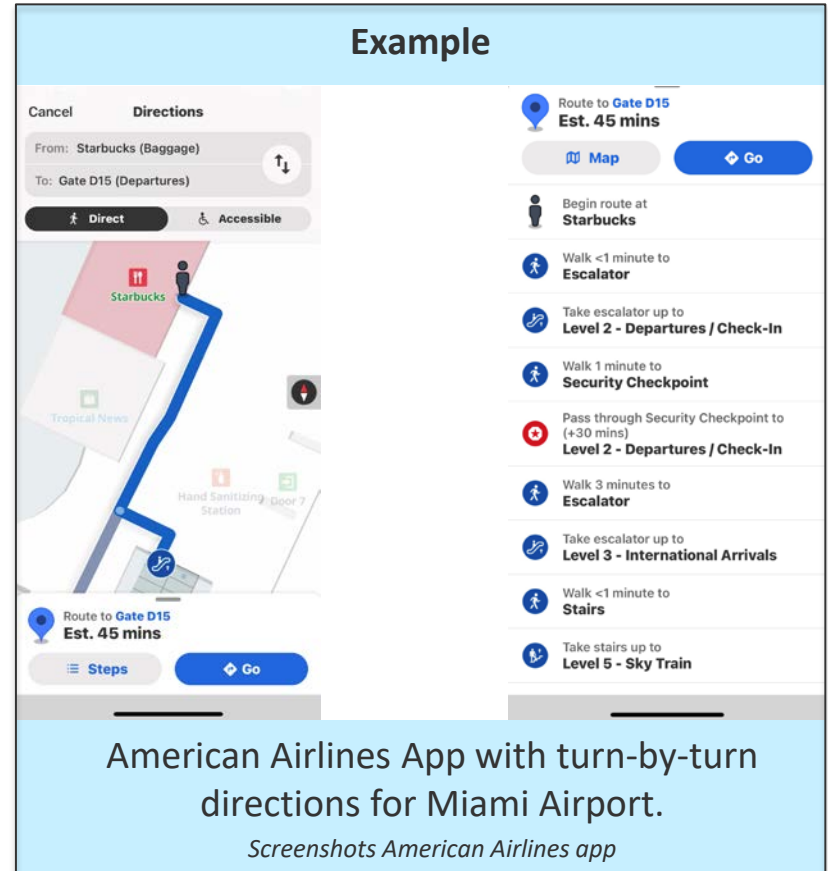 Example
Cancel Directions
From: Starbucks (Baggage)
To: Gate D15 (Departures)
Direct Accessible
Starbucks
Tropical News
Hand Sanitizing
Station
Door 7
Route to Gate D15
Est. 45 mins
Steps Go
Route to Gate D15
Est. 45 mins
Map Go
Begin route at
Starbucks
Walk <1 minute to
Escalator
Take escalator up to
Level 2 - Departures / Check-In
Walk 1 minute to
Security Checkpoint
Pass through Security Checkpoint to
(+30 mins)
Level 2 - Departures / Check-In
Walk 3 minutes to
Escalator
Take escalator up to
Level 3 - International Arrivals
Walk <1 minute to
Stairs
Take stairs up to
Level 5 - Sky Train
American Airlines App with turn-by-turn
directions for Miami Airport.
Screenshots American Airlines app